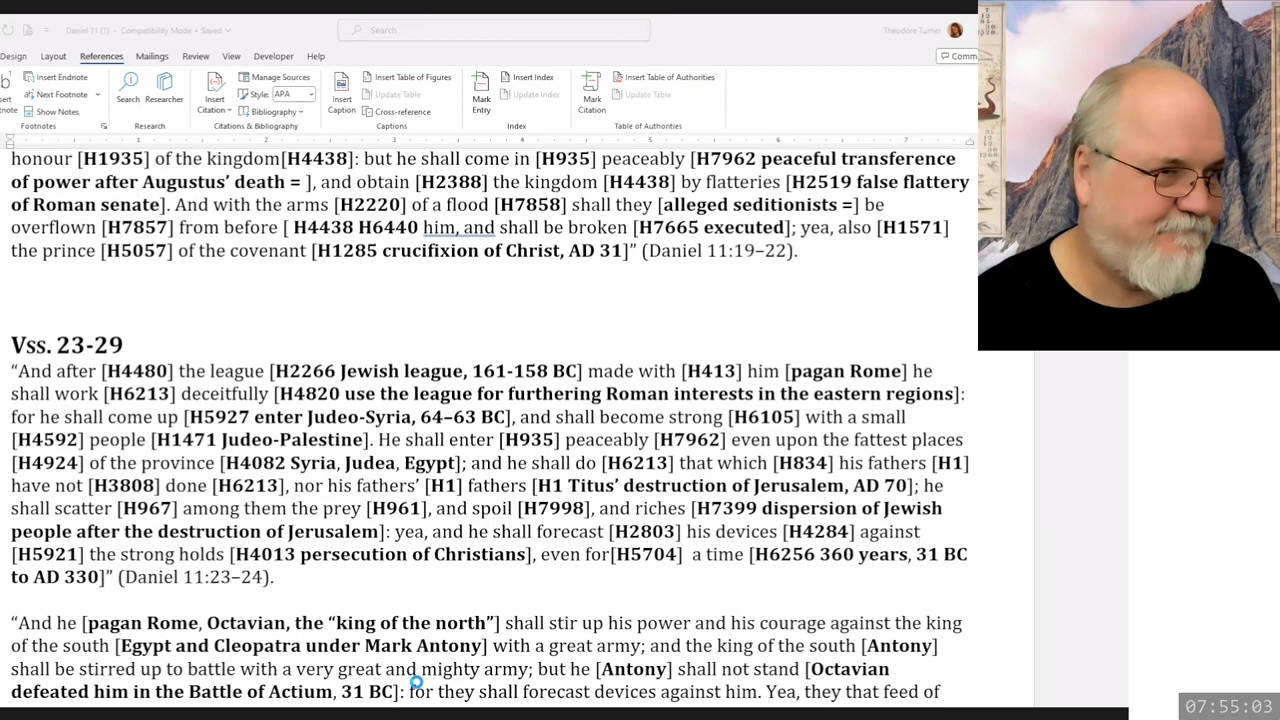 Daniel 11 (1) - Compatibility Mode • Saved
Search
Theodore Turner
Design Layout References Mailings Review View Developer Help
Insert Endnote
Next Footnote
Show Notes
Footnotes
Search
Researcher
Research
Insert
Citation
Manage Sources
Style: APA
Bibliography
Citations & Bibliography
Insert
Caption
Insert Table of Figures
Update Table
Cross-reference
Captions
Mark
Entry
Insert Index
Update Index
Index
Mark
Citation
Insert Table of Authorities
Update Table
Table of Authorities
honour [H1935] of the kingdom[H4438]: but he shall come in [H935] peaceably [H7962 peaceful transference
of power after Augustus’ death = ], and obtain [H2388] the kingdom [H4438] by flatteries [H2519 false flattery
of Roman senate]. And with the arms [H2220] of a flood [H7858] shall they [alleged seditionists =] be
overflown [H7857] from before [ H4438 H6440 him, and shall be broken [H7665 executed]; yea, also [H1571]
the prince [H5057] of the covenant [H1285 crucifixion of Christ, AD 31]” (Daniel 11:19–22).
Vss. 23-29
“And after [H4480] the league [H2266 Jewish league, 161-158 BC] made with [H413] him [pagan Rome] he
shall work [H6213] deceitfully [H4820 use the league for furthering Roman interests in the eastern regions]:
for he shall come up [H5927 enter Judeo-Syria, 64–63 BC], and shall become strong [H6105] with a small
[H4592] people [H1471 Judeo-Palestine]. He shall enter [H935] peaceably [H7962] even upon the fattest places
[H4924] of the province [H4082 Syria, Judea, Egypt]; and he shall do [H6213] that which [H834] his fathers [H1]
have not [H3808] done [H6213], nor his fathers’ [H1] fathers [H1 Titus’ destruction of Jerusalem, AD 70]; he
shall scatter [H967] among them the prey [H961], and spoil [H7998], and riches [H7399 dispersion of Jewish
people after the destruction of Jerusalem]: yea, and he shall forecast [H2803] his devices [H4284] against
[H5921] the strong holds [H4013 persecution of Christians], even for[H5704] a time [H6256 360 years, 31 BC
to AD 330]” (Daniel 11:23–24).
“And he [pagan Rome, Octavian, the “king of the north”] shall stir up his power and his courage against the king
of the south [Egypt and Cleopatra under Mark Antony] with a great army; and the king of the south [Antony]
shall be stirred up to battle with a very great and mighty army; but he [Antony] shall not stand [Octavian
defeated him in the Battle of Actium, 31 BC]: for they shall forecast devices against him. Yea, they that feed of
07:55:03